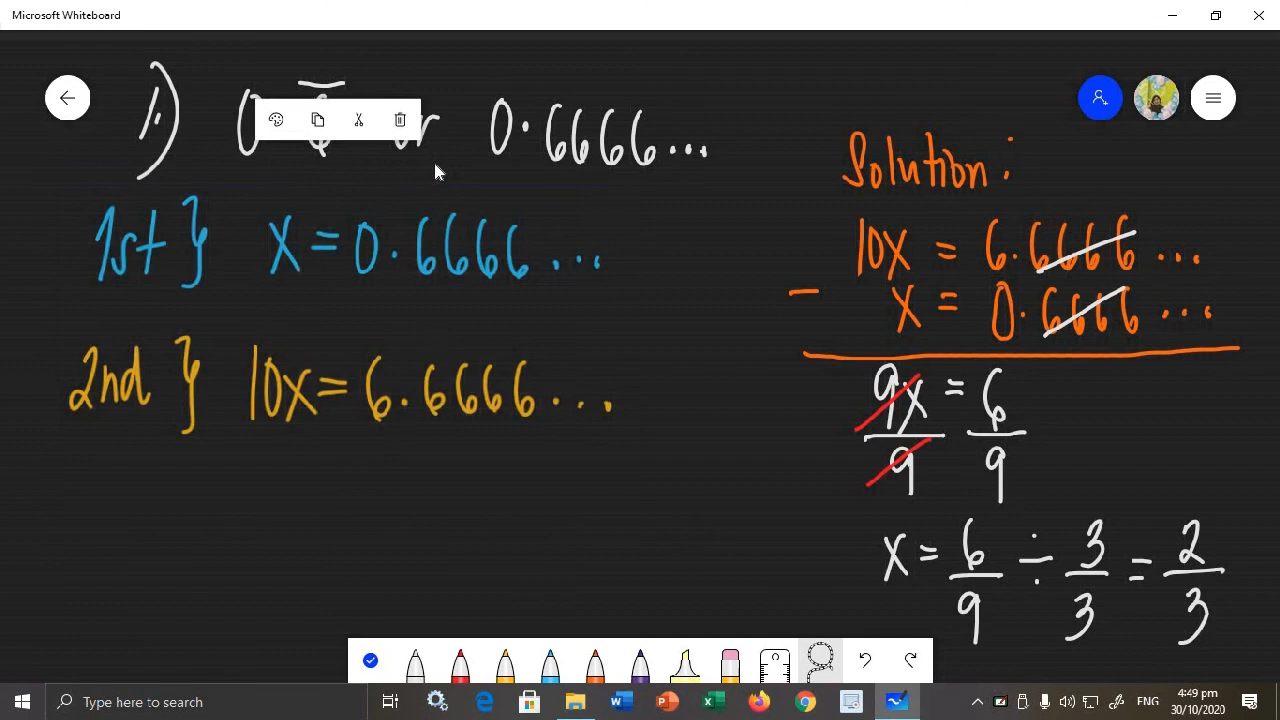 Microsoft Whiteboard
1.) 0 6 r 0.6666...
1st } x = 0.6666...
2nd } 10x = 6.6666...
Solution:
10x = 6.6666...
- x = 0.6666...
9x = 6
9 9
x = 6 ÷ 3 = 2
9 3 3
Type here to search
ENG
4:49 pm
30/10/2020